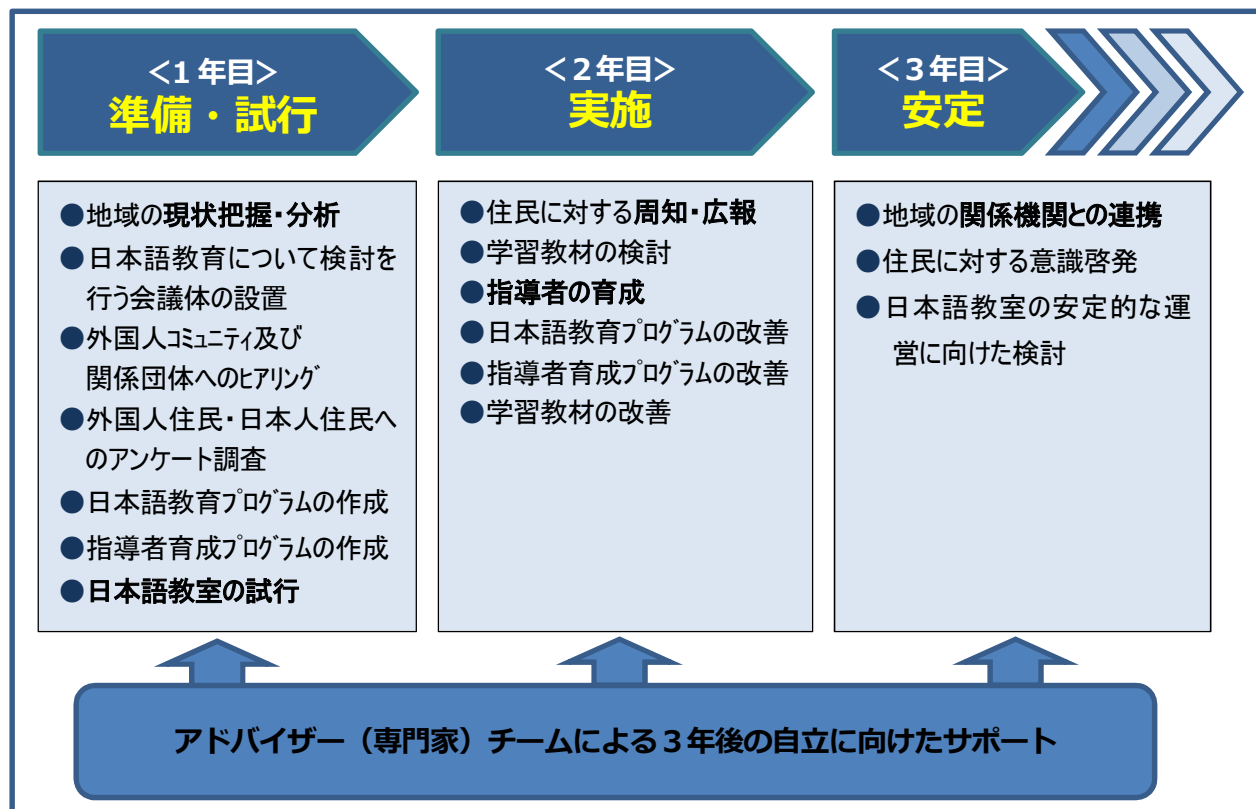 <1年目>
準備・試行
<2年目>
実施
<3年目>
安定
●地域の現状把握・分析
●日本語教育について検討を
行う会議体の設置
●外国人ｺﾐｭﾆﾃｨ及び
関係団体へのﾋｱﾘﾝｸﾞ
●外国人住民・日本人住民へ
のアンケート調査
●日本語教育ﾌﾟﾛｸﾞﾗﾑの作成
●指導者育成ﾌﾟﾛｸﾞﾗﾑの作成
●日本語教室の試行
●住民に対する周知・広報
●学習教材の検討
●指導者の育成
●日本語教育プログラムの改善
●指導者育成プログラムの改善
●学習教材の改善
●地域の関係機関との連携
●住民に対する意識啓発
●日本語教室の安定的な運
営に向けた検討
アドバイザー（専門家）チームによる３年後の自立に向けたサポート